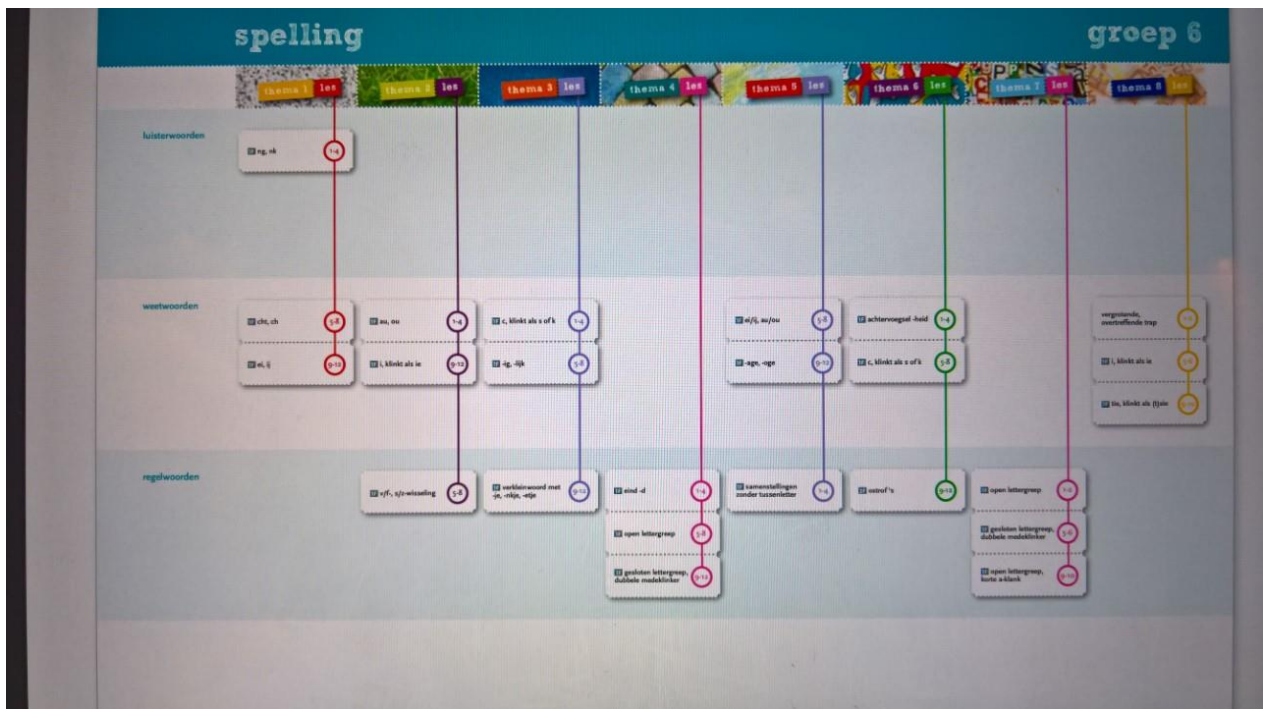 spelling
groep 6
thema 1 les
thema 2 les
thema 3 les
thema 4 les
thema 5 les
thema 6 les
thema 7 les
thema 8 les
luisterwoorden
ng, nk 1-4
weetwoorden
cht, ch 5-8
ei, ij 9-12
au, ou 1-4
i, klinkt als ie 9-12
c, klinkt als s of k 1-4
-ig, -lijk 5-8
ei/ij, au/ou 5-8
-age, -oge 9-12
achtervoegsel -heid 1-4
c, klinkt als s of k 5-8
vergrotende,
overtreffende trap
i, klinkt als ie
tie, klinkt als (t)sie
regelwoorden
v/f-, s/z-wisseling 5-8
verkleinwoord met
-je, -nkje, -etje 9-12
eind -d 1-4
open lettergreep 5-8
gesloten lettergreep,
dubbele medeklinker 9-12
samenstellingen
zonder tussenletter 1-4
ostrof 's 9-12
open lettergreep
gesloten lettergreep,
dubbele medeklinker 5-6
open lettergreep,
korte a-klank 9-10